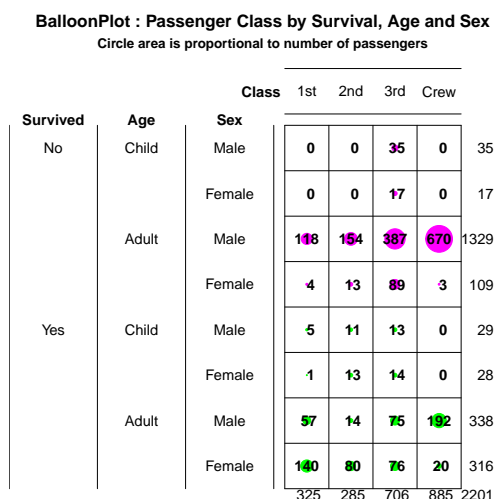 BalloonPlot : Passenger Class by Survival, Age and Sex
Circle area is proportional to number of passengers
Class 1st 2nd 3rd Crew
Survived Age Sex
No Child Male 0 0 35 0 35
Female 0 0 17 0 17
Adult Male 118 154 387 670 1329
Female 4 13 89 3 109
Yes Child Male 5 11 13 0 29
Female 1 13 14 0 28
Adult Male 57 14 75 192 338
Female 140 80 76 20 316
325 285 706 885 2201